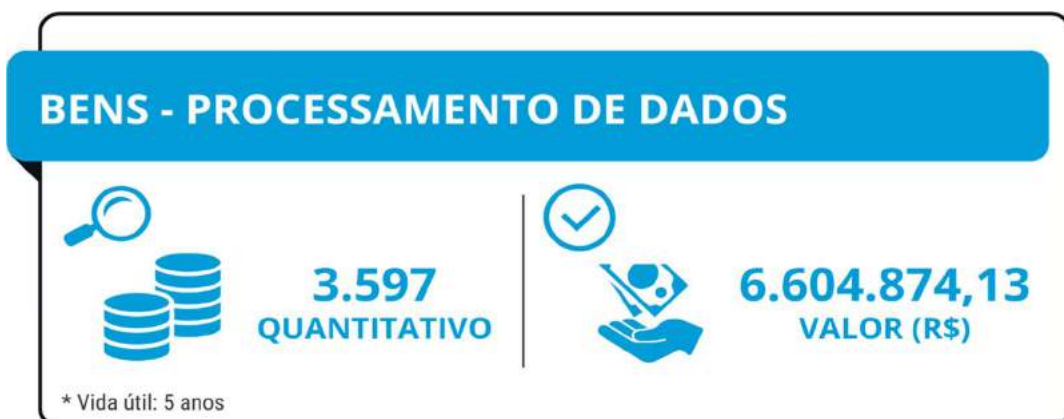 BENS - PROCESSAMENTO DE DADOS
3.597
QUANTITATIVO
6.604.874,13
VALOR (R$)
* Vida útil: 5 anos